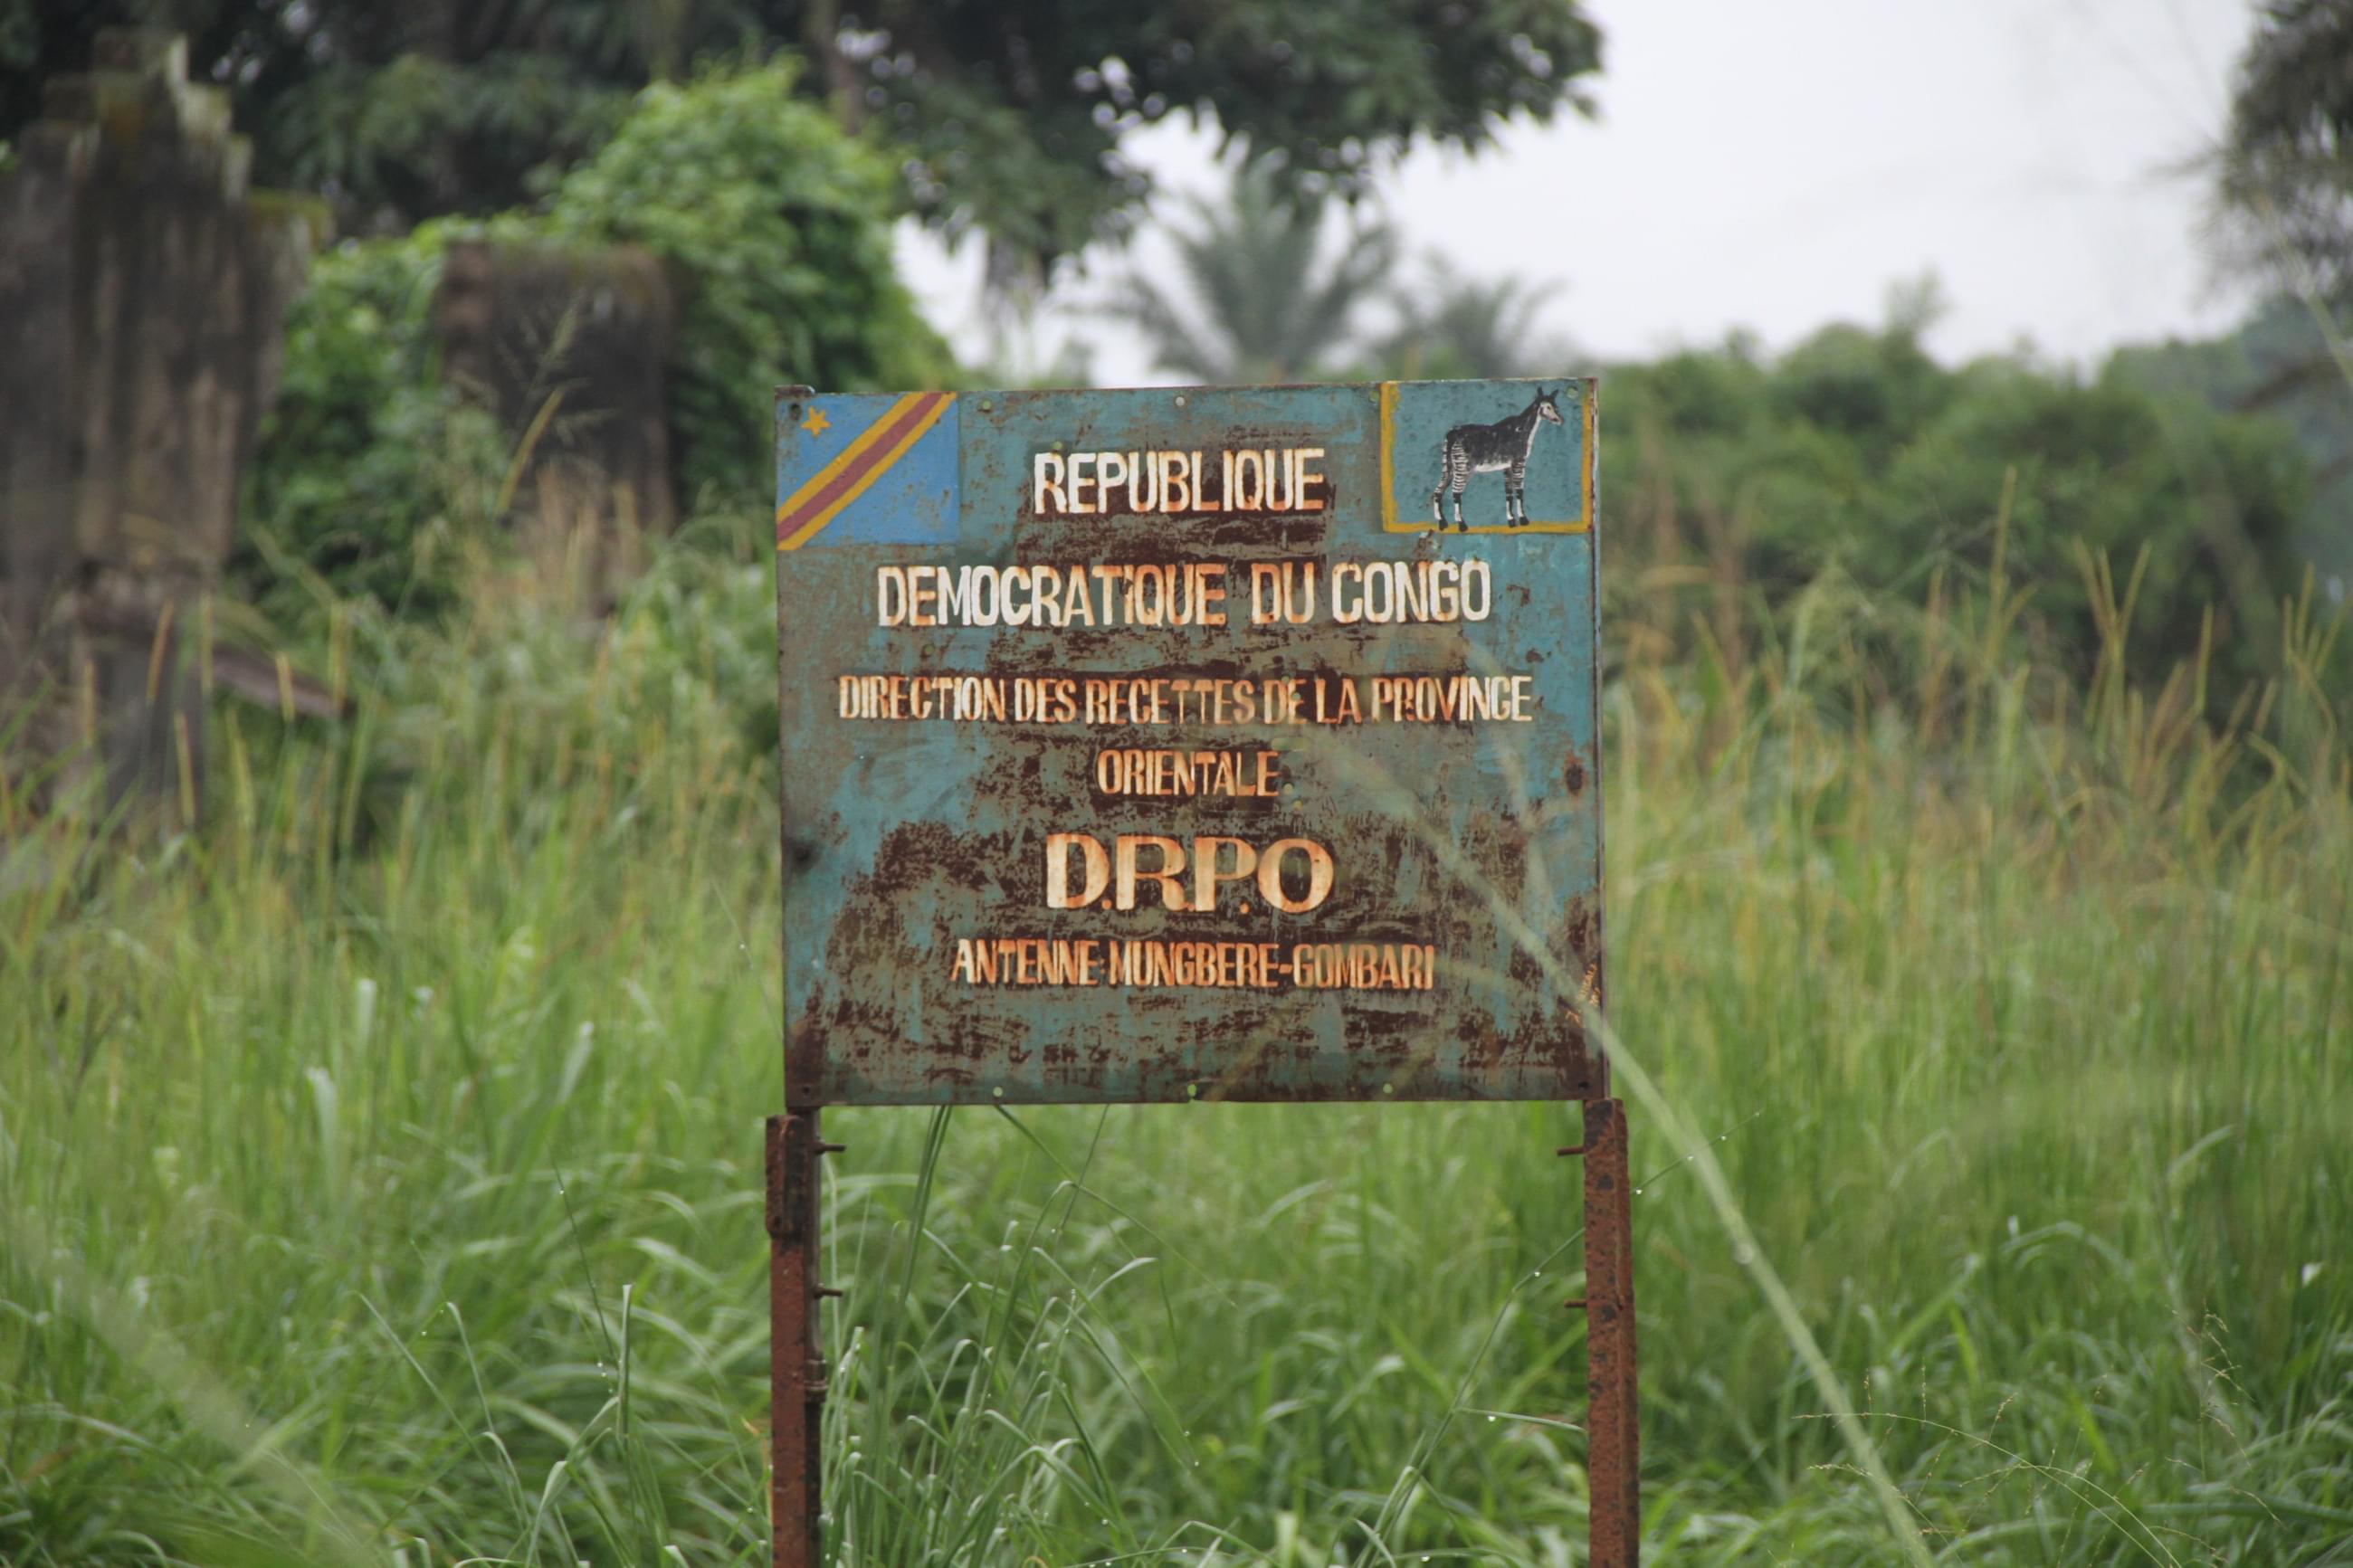 REPUBLIQUE
DEMOCRATIQUE DU CONGO
DIRECTION DES RECETTES DE LA PROVINCE
ORIENTALE
D.R.P.O
ANTENNE MUNGBERE-GOMBARI